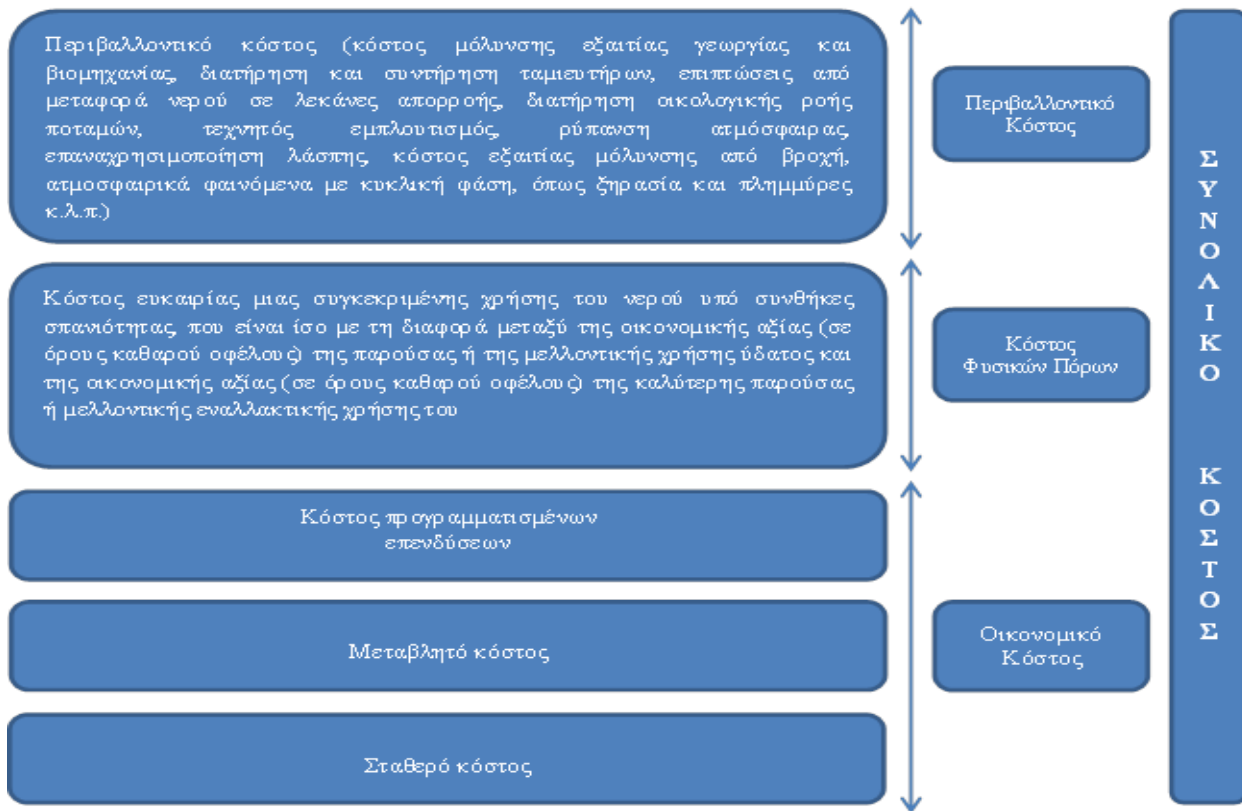 Περιβαλλοντικό κόστος (κόστος μόλυνσης εξαιτίας γεωργίας και
βιομηχανίας, διατήρηση και συντήρηση ταμιευτήρων, επιπτώσεις από
μεταφορά νερού σε λεκάνες απορροής, διατήρηση οικολογικής ροής
ποταμών, τεχνητός εμπλουτισμός, ρύπανση ατμόσφαιρας,
επαναχρησιμοποίηση λάσπης, κόστος εξαιτίας μόλυνσης από βροχή,
ατμοσφαιρικά φαινόμενα με κυκλική φάση, όπως ξηρασία και πλημμύρες
κ.λ.π.)
Περιβαλλοντικό
Κόστος
Κόστος ευκαιρίας μιας συγκεκριμένης χρήσης του νερού υπό συνθήκες
σπανιότητας, που είναι ίσο με τη διαφορά μεταξύ της οικονομικής αξίας (σε
όρους καθαρού οφέλους) της παρούσας ή της μελλοντικής χρήσης ύδατος και
της οικονομικής αξίας (σε όρους καθαρού οφέλους) της καλύτερης παρούσας
ή μελλοντικής εναλλακτικής χρήσης του
Κόστος
Φυσικών Πόρων
Κόστος προγραμματισμένων
επενδύσεων
Μεταβλητό κόστος
Σταθερό κόστος
Οικονομικό
Κόστος
ΣΥΝΟΛΙΚΟ ΚΟΣΤΟΣ